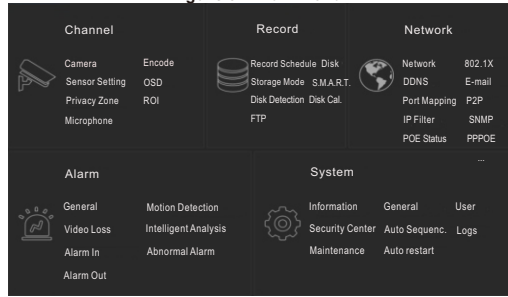 Channel
Camera Encode
Sensor Setting OSD
Privacy Zone ROI
Microphone
Record
Record Schedule Disk
Storage Mode S.M.A.R.T.
Disk Detection Disk Cal.
FTP
Network
Network 802.1X
DDNS E-mail
Port Mapping P2P
IP Filter SNMP
POE Status PPPOE
...
Alarm
General Motion Detection
Video Loss Intelligent Analysis
Alarm In Abnormal Alarm
Alarm Out
System
Information General User
Security Center Auto Sequenc. Logs
Maintenance Auto restart